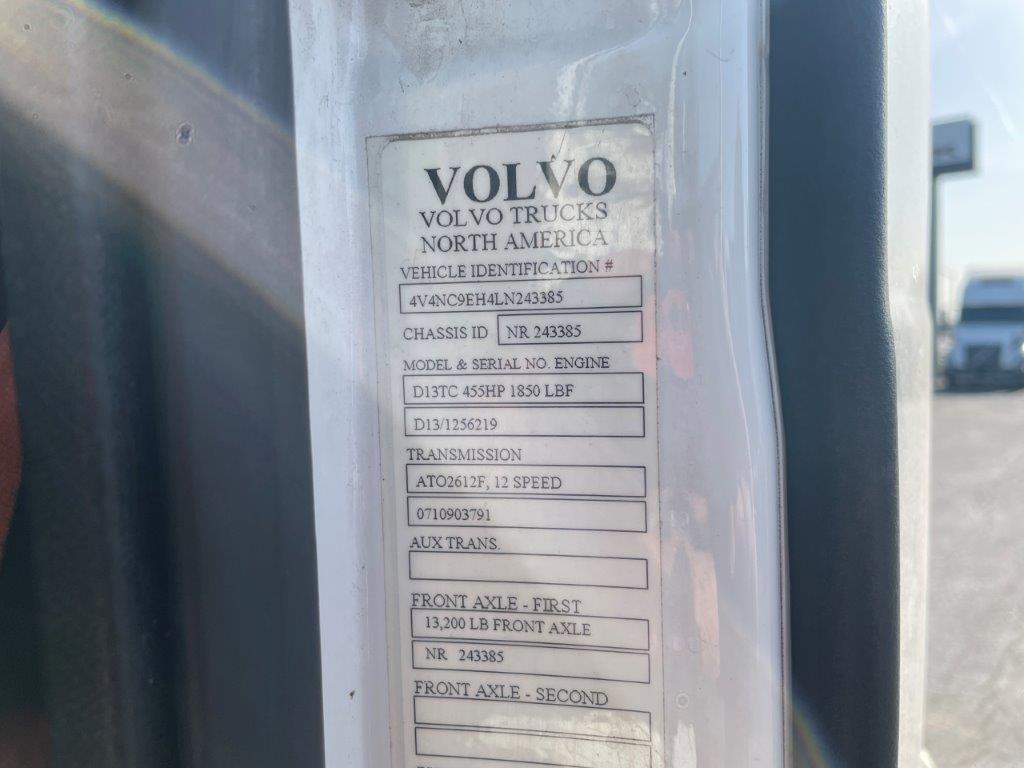 VOLVO
VOLVO TRUCKS
NORTH AMERICA
VEHICLE IDENTIFICATION #
4V4NC9EH4LN243385
CHASSIS ID NR 243385
MODEL & SERIAL NO. ENGINE
D13TC 455HP 1850 LBF
D13/1256219
TRANSMISSION
ATO2612F, 12 SPEED
0710903791
AUX TRANS.
FRONT AXLE - FIRST
13,200 LB FRONT AXLE
NR 243385
FRONT AXLE - SECOND